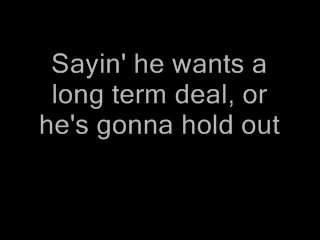 Sayin' he wants a
long term deal, or
he's gonna hold out